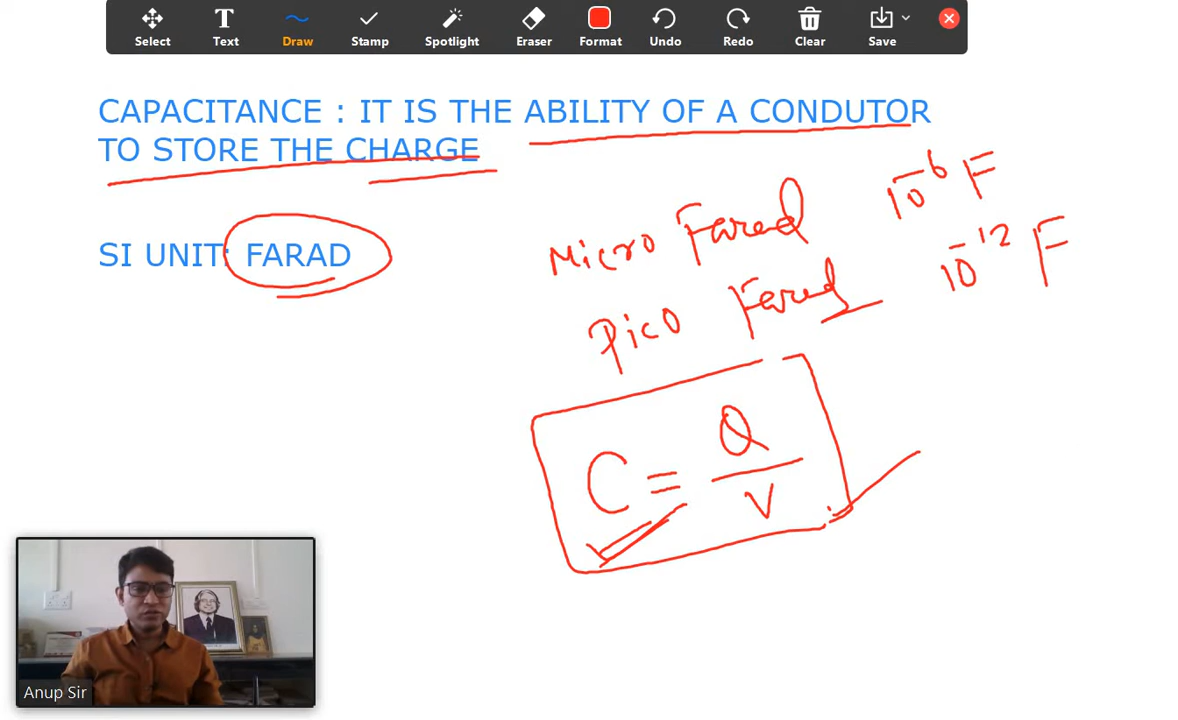 Select Text Draw Stamp Spotlight Eraser Format Undo Redo Clear Save
CAPACITANCE : IT IS THE ABILITY OF A CONDUTOR
TO STORE THE CHARGE
SI UNIT: FARAD
Micro Farad 10⁻⁶ F
Pico Farad 10⁻¹² F
C = Q/V
Anup Sir